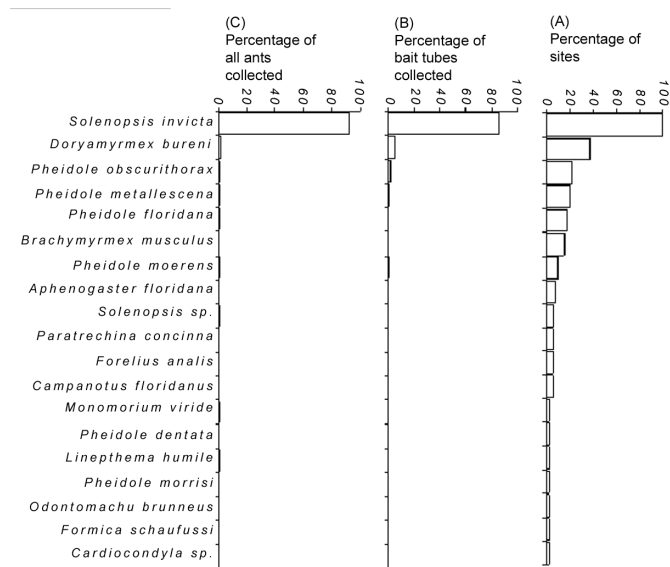 (C)
Percentage of
all ants
collected
(B)
Percentage of
bait tubes
collected
(A)
Percentage of
sites
0 20 40 60 80 100
0 20 40 60 80 100
0 20 40 60 80 100
Solenopsis invicta
Doryamyrmex bureni
Pheidole obscurithorax
Pheidole metallescena
Pheidole floridana
Brachymyrmex musculus
Pheidole moerens
Aphenogaster floridana
Solenopsis sp.
Paratrechina concinna
Forelius analis
Campanotus floridanus
Monomorium viride
Pheidole dentata
Linepthema humile
Pheidole morrisi
Odontomachu brunneus
Formica schaufussi
Cardiocondyla sp.